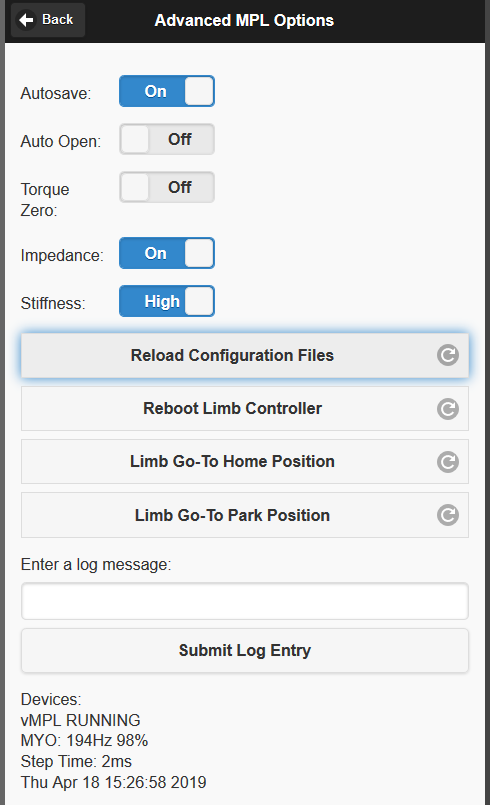 Back
Advanced MPL Options
Autosave:
On
Auto Open:
Off
Torque
Zero:
Off
Impedance:
On
Stiffness:
High
Reload Configuration Files
Reboot Limb Controller
Limb Go-To Home Position
Limb Go-To Park Position
Enter a log message:
Submit Log Entry
Devices:
vMPL RUNNING
MYO: 194Hz 98%
Step Time: 2ms
Thu Apr 18 15:26:58 2019